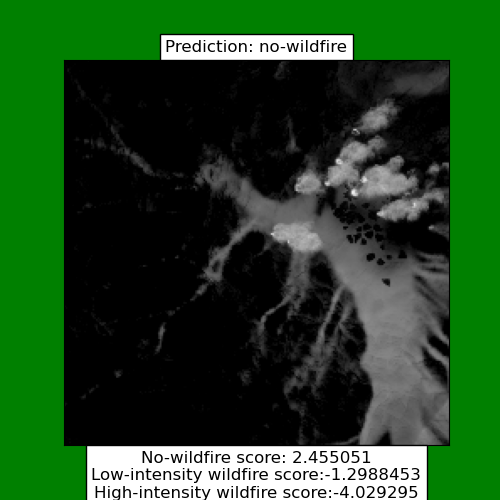 Prediction: no-wildfire
No-wildfire score: 2.455051
Low-intensity wildfire score:-1.2988453
High-intensity wildfire score:-4.029295